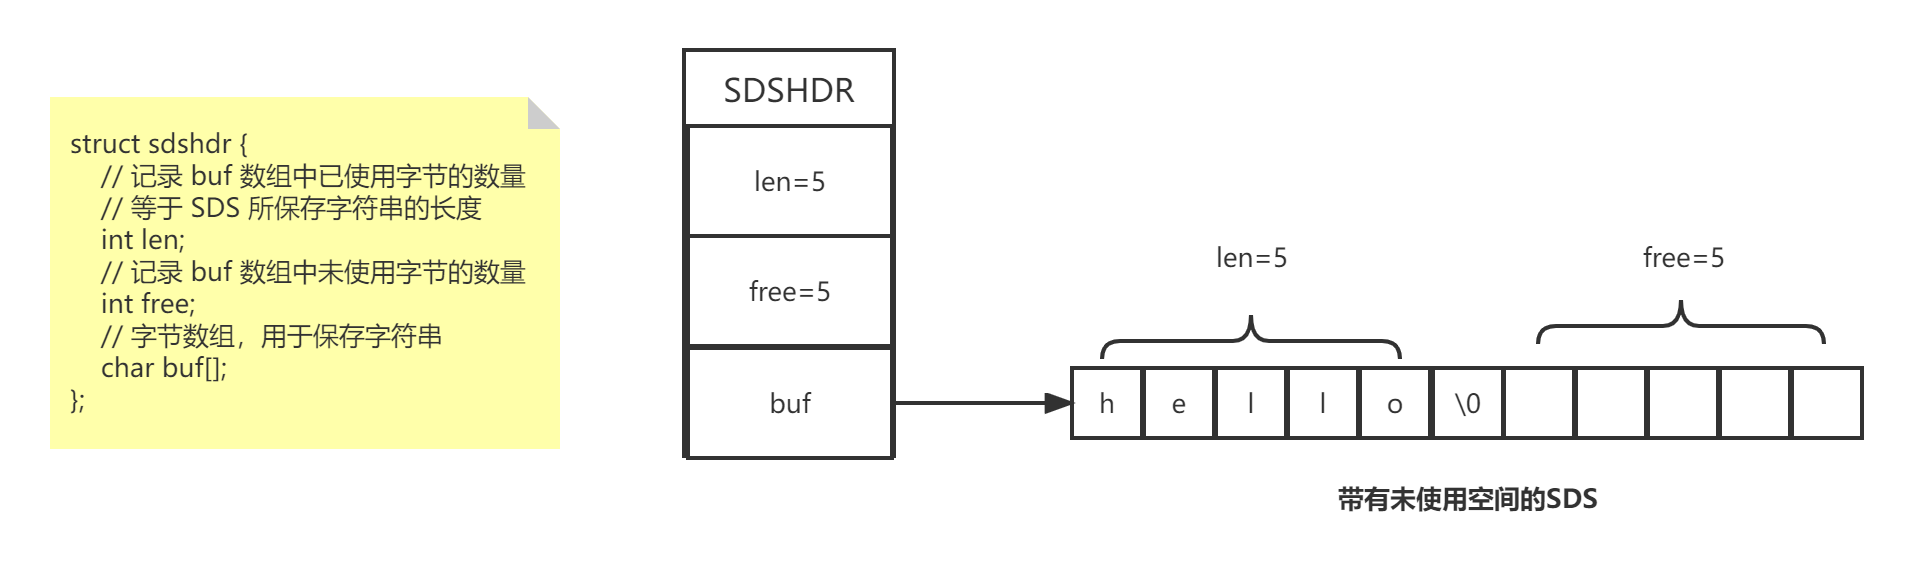 struct sdshdr {
// 记录 buf 数组中已使用字节的数量
// 等于 SDS 所保存字符串的长度
int len;
// 记录 buf 数组中未使用字节的数量
int free;
// 字节数组，用于保存字符串
char buf[];
};
SDSHDR
len=5
free=5
buf
len=5
free=5
h e l l o \0
带有未使用空间的SDS